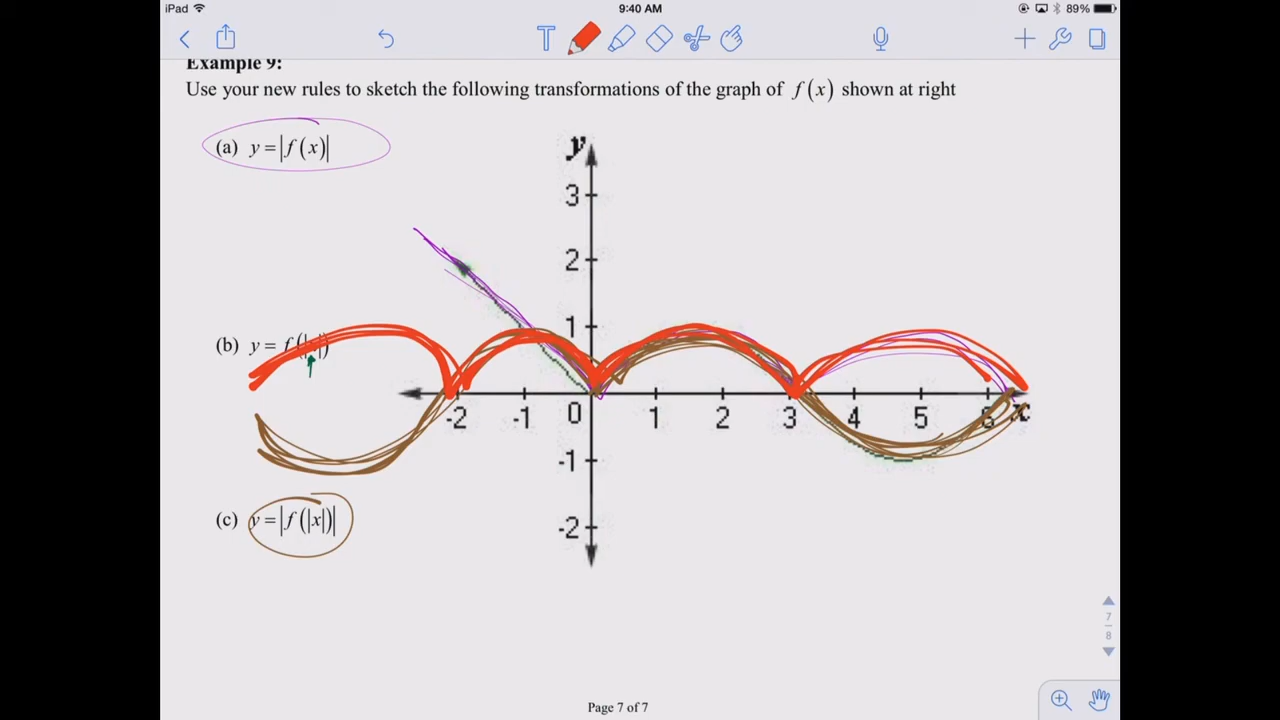 iPad 9:40 AM 89%
Example 9:
Use your new rules to sketch the following transformations of the graph of f(x) shown at right
(a) y = |f(x)|
y
3
2
1
(b) y = f(|x|)
-2 -1 0 1 2 3 4 5 6 x
-1
(c) y = |f(|x|)|
-2
7
8
Page 7 of 7